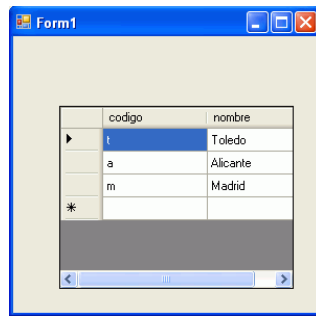 Form1
codigo nombre
t Toledo
a Alicante
m Madrid